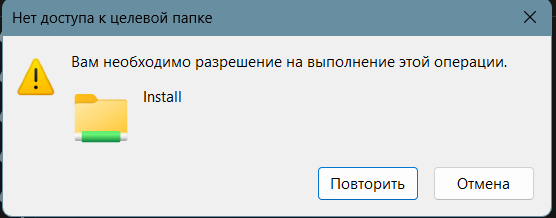 Нет доступа к целевой папке
Вам необходимо разрешение на выполнение этой операции.
Install
Повторить
Отмена